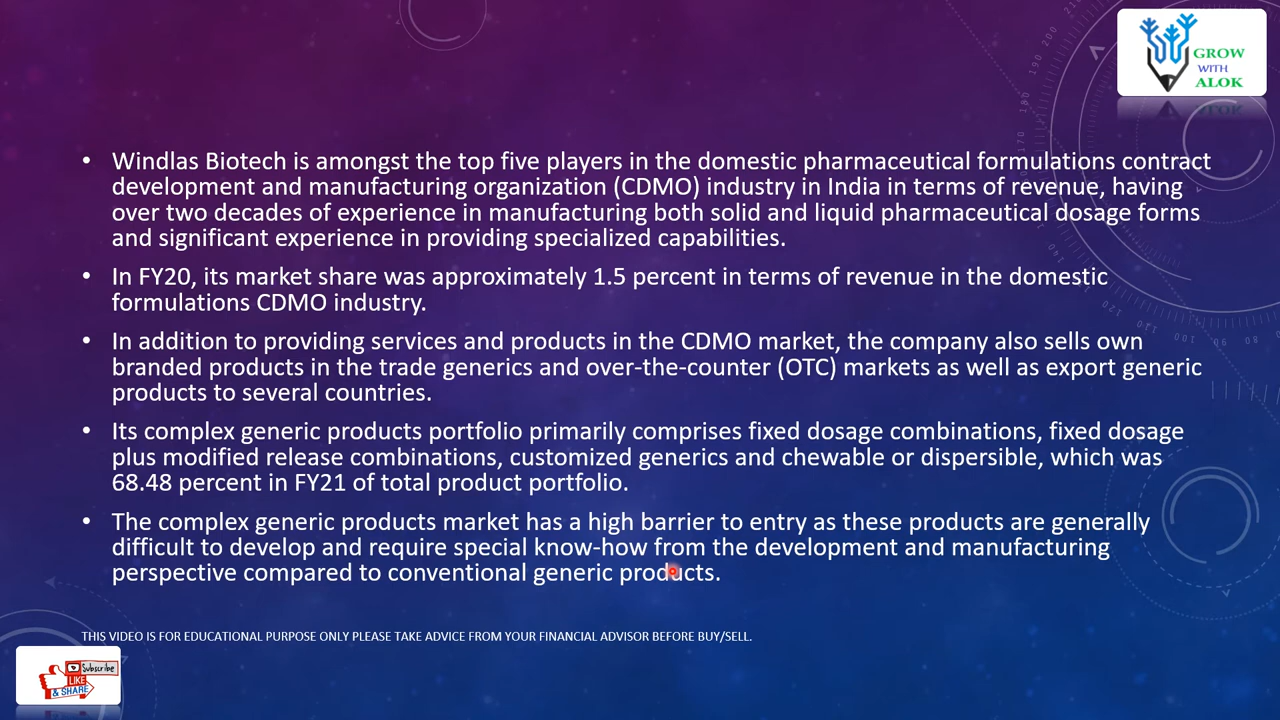 GROW
WITH
ALOK
• Windlas Biotech is amongst the top five players in the domestic pharmaceutical formulations contract
development and manufacturing organization (CDMO) industry in India in terms of revenue, having
over two decades of experience in manufacturing both solid and liquid pharmaceutical dosage forms
and significant experience in providing specialized capabilities.
• In FY20, its market share was approximately 1.5 percent in terms of revenue in the domestic
formulations CDMO industry.
• In addition to providing services and products in the CDMO market, the company also sells own
branded products in the trade generics and over-the-counter (OTC) markets as well as export generic
products to several countries.
• Its complex generic products portfolio primarily comprises fixed dosage combinations, fixed dosage
plus modified release combinations, customized generics and chewable or dispersible, which was
68.48 percent in FY21 of total product portfolio.
• The complex generic products market has a high barrier to entry as these products are generally
difficult to develop and require special know-how from the development and manufacturing
perspective compared to conventional generic products.
THIS VIDEO IS FOR EDUCATIONAL PURPOSE ONLY PLEASE TAKE ADVICE FROM YOUR FINANCIAL ADVISOR BEFORE BUY/SELL.
Subscribe
LIKE
& SHARE